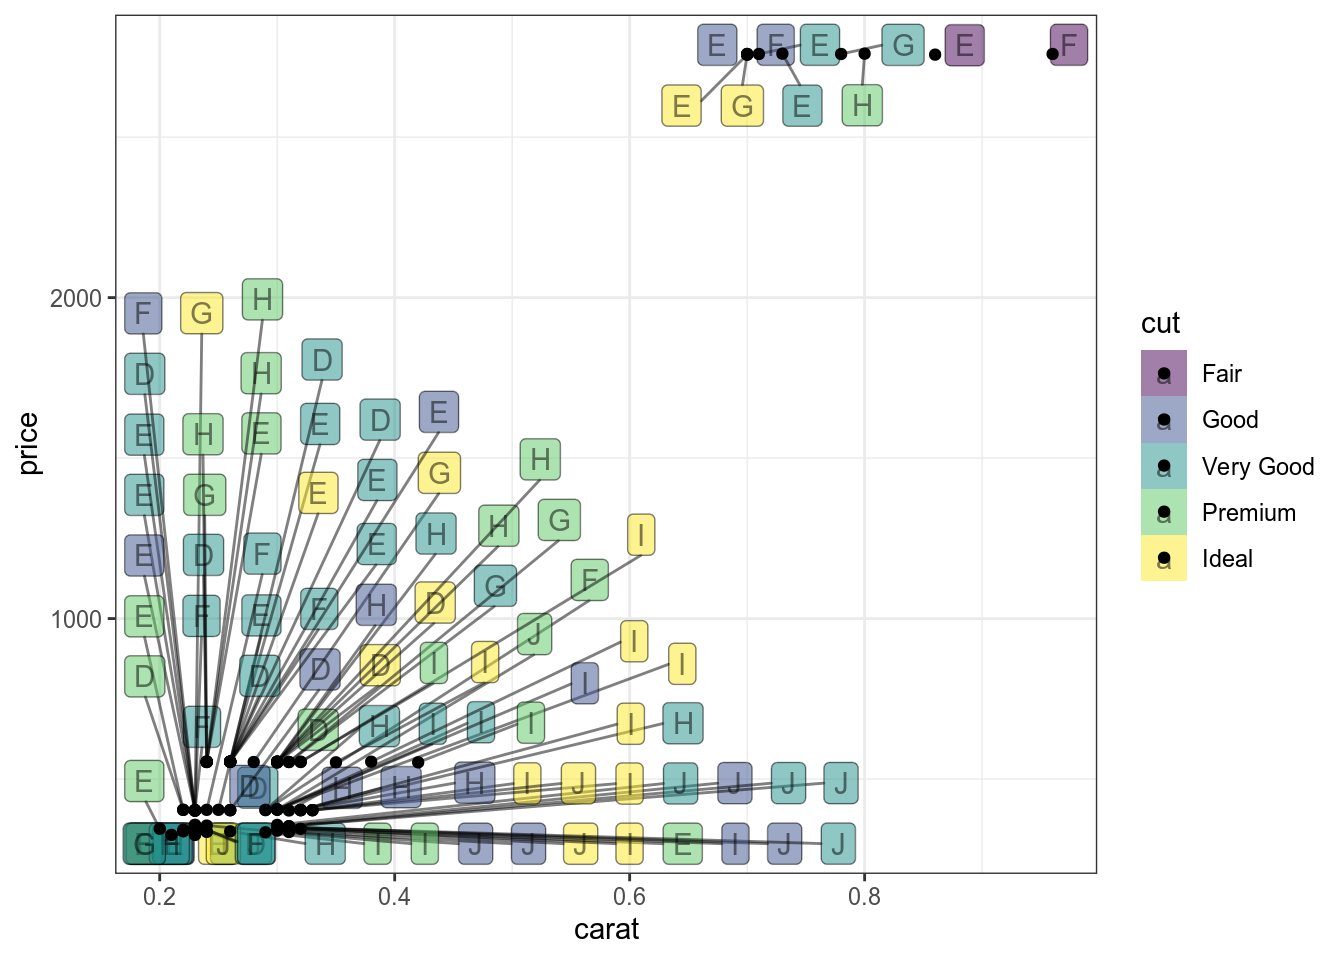 E F E G E F
E G E H
2000
F G H
D H D
E H E E D E
E G E E G H
E D F E H H G I
E F E F H D G F
D D D D I I J I I
F D H I I I I H
E D D H H H I J I J J J J
G H J F H I I J J J I E I J J
1000
0.2 0.4 0.6 0.8
carat
price
cut
a Fair
a Good
a Very Good
a Premium
a Ideal